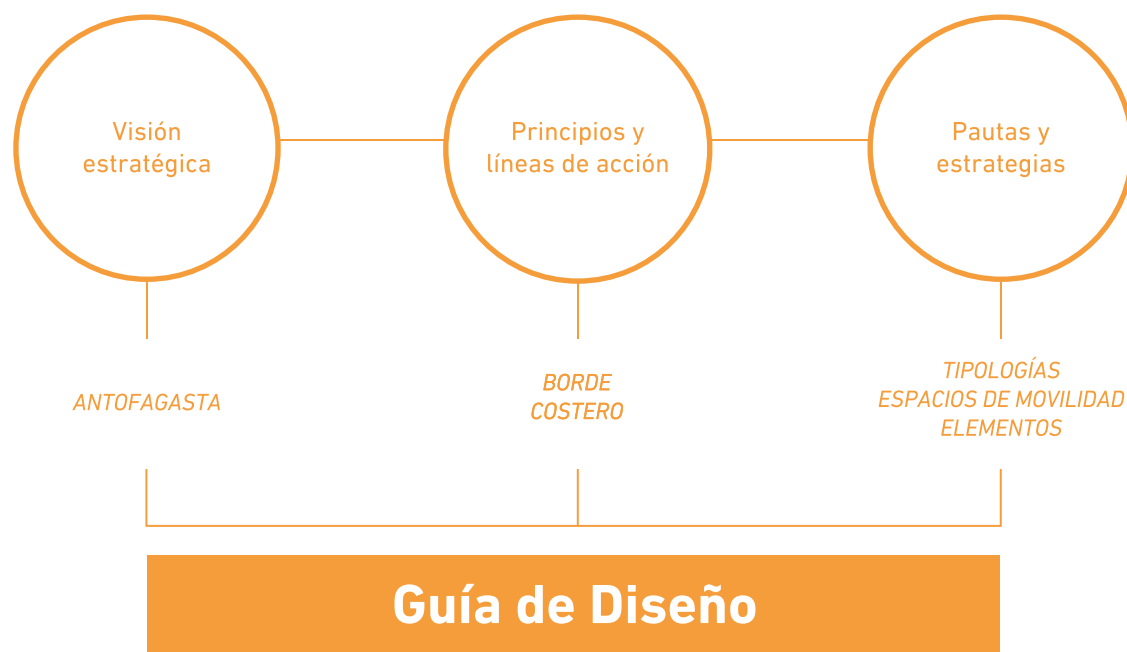 Visión
estratégica
Principios y
líneas de acción
Pautas y
estrategias
ANTOFAGASTA
BORDE
COSTERO
TIPOLOGÍAS
ESPACIOS DE MOVILIDAD
ELEMENTOS
Guía de Diseño